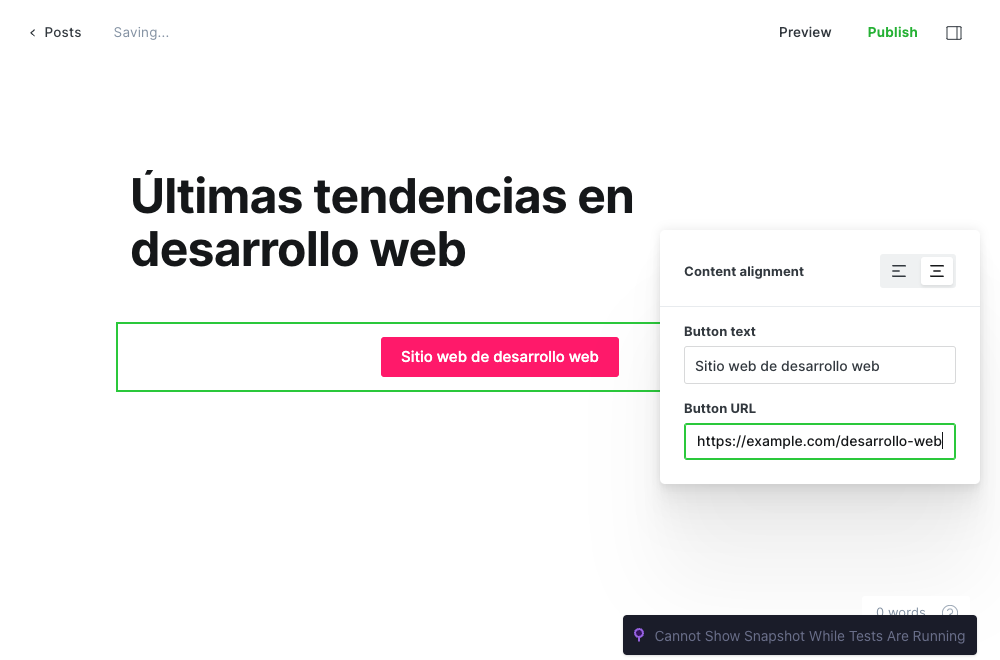 Posts
Saving...
Preview
Publish
Últimas tendencias en
desarrollo web
Sitio web de desarrollo web
Content alignment
Button text
Sitio web de desarrollo web
Button URL
https://example.com/desarrollo-web
0 words
Cannot Show Snapshot While Tests Are Running